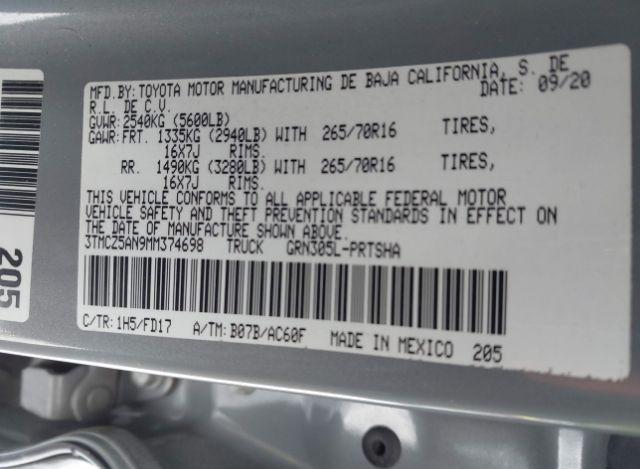 MFD.BY: TOYOTA MOTOR MANUFACTURING DE BAJA CALIFORNIA, S. DE
R.L. DE C.V. DATE: 09/20
GVWR: 2540KG (5600LB)
GAWR: FRT. 1335KG (2940LB) WITH 265/70R16 TIRES,
16X7J RIMS.
RR. 1490KG (3280LB) WITH 265/70R16 TIRES,
16X7J RIMS.
THIS VEHICLE CONFORMS TO ALL APPLICABLE FEDERAL MOTOR
VEHICLE SAFETY AND THEFT PREVENTION STANDARDS IN EFFECT ON
THE DATE OF MANUFACTURE SHOWN ABOVE.
3TMCZ5AN9MM374698 TRUCK GRN305L-PRTSHA
C/TR: 1H5/FD17 A/TM: B07B/AC60F MADE IN MEXICO 205
205